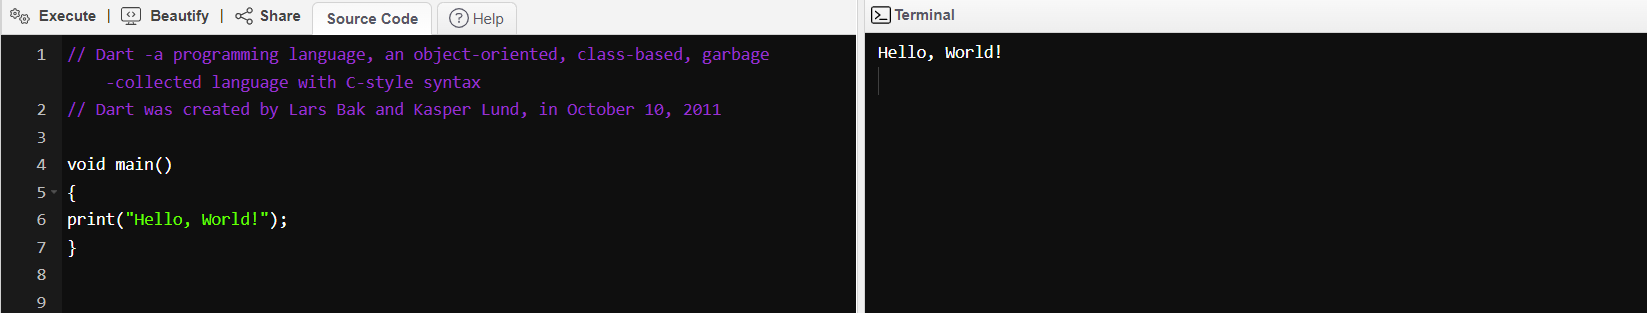 Execute | Beautify | Share Source Code Help
1 // Dart -a programming language, an object-oriented, class-based, garbage
-collected language with C-style syntax
2 // Dart was created by Lars Bak and Kasper Lund, in October 10, 2011
3
4 void main()
5 {
6 print("Hello, World!");
7 }
8
9
Terminal
Hello, World!